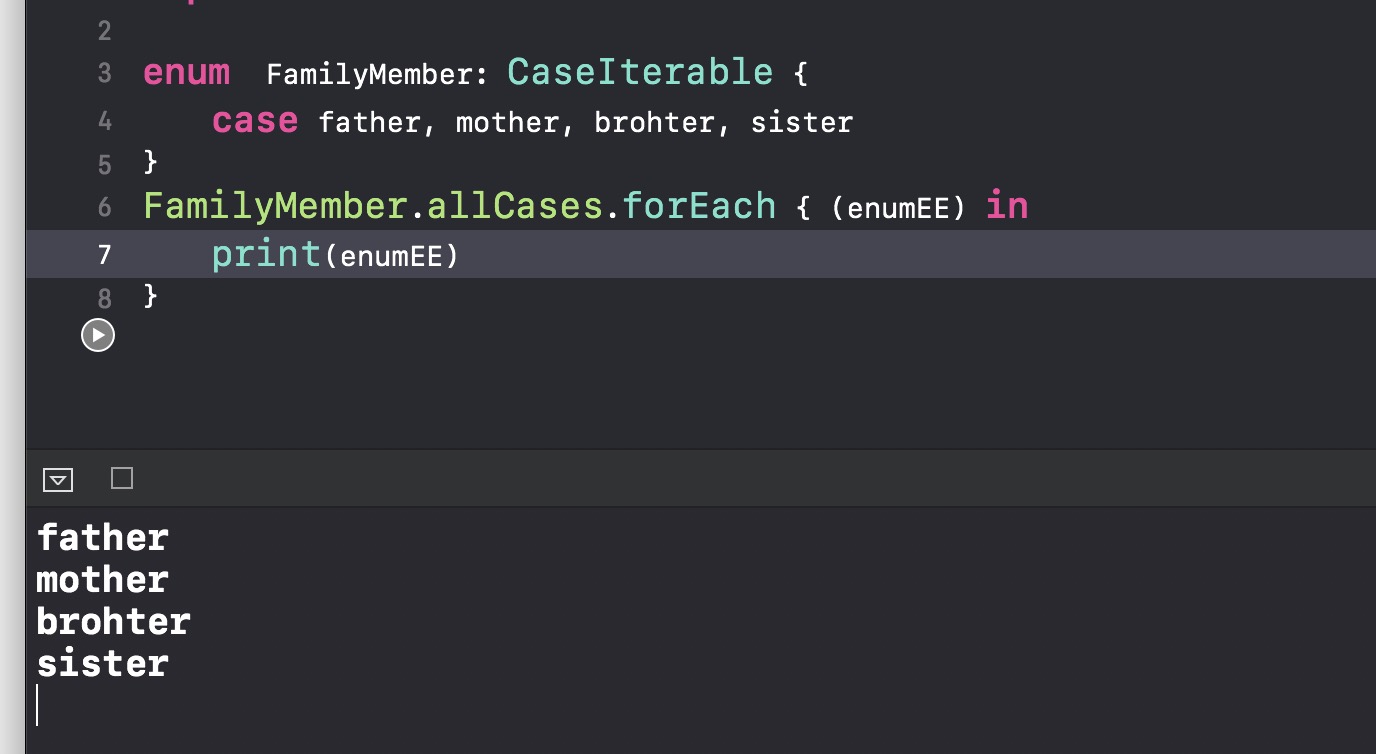 2
3 enum  FamilyMember: CaseIterable {
4     case father, mother, brohter, sister
5 }
6 FamilyMember.allCases.forEach { (enumEE) in
7     print(enumEE)
8 }
father
mother
brohter
sister